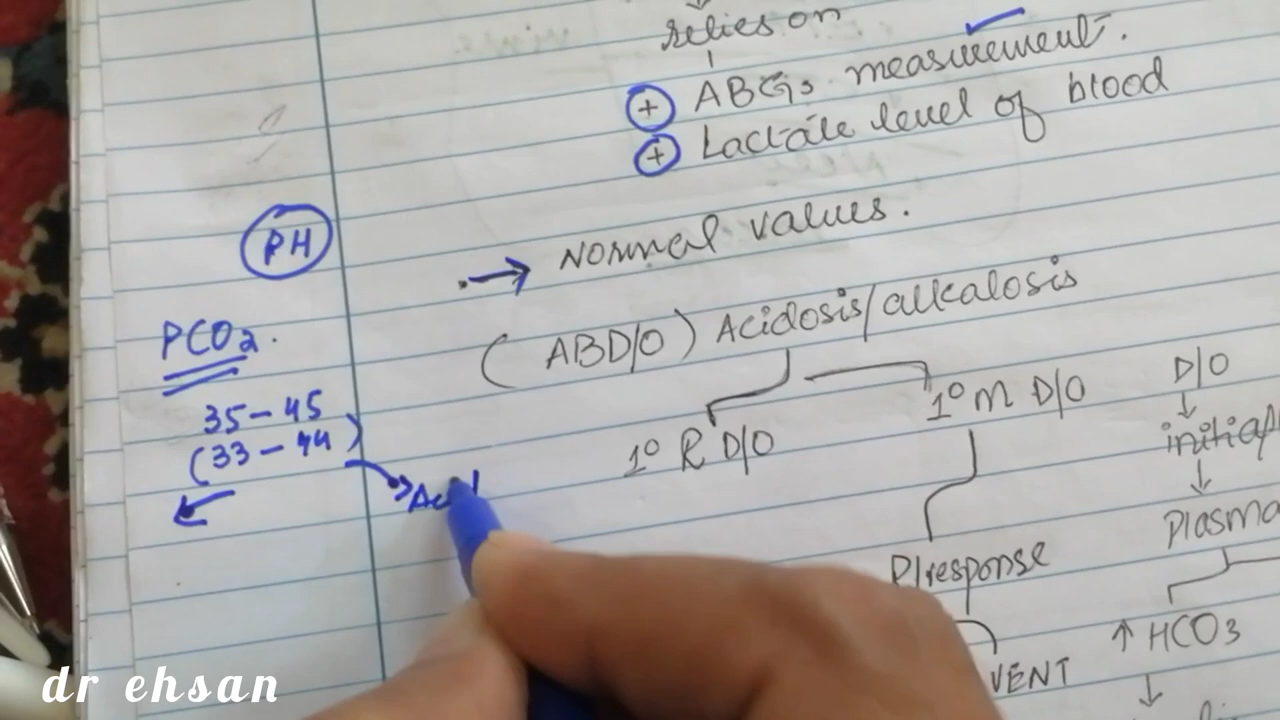 relies on
+ ABGs measurement.
+ Lactate level of blood
PH
→ Normal values.
(ABD/O) Acidosis/alkalosis
PCO2.
35-45
(33-44)
1° R D/O
1° M D/O
D/O
Plasma
P/response
VENT
↑ HCO3
dr ehsan